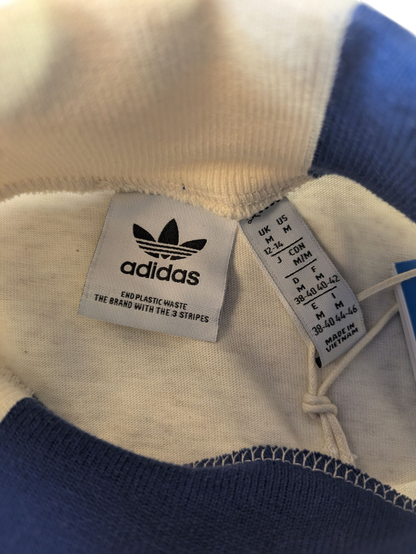 adidas
END PLASTIC WASTE
THE BRAND WITH THE 3 STRIPES
UK US
M M
12-14
J CDN
M/M
D F
M M
38-40 40-42
E I
M M
38-40 44-46
MADE IN
VIETNAM